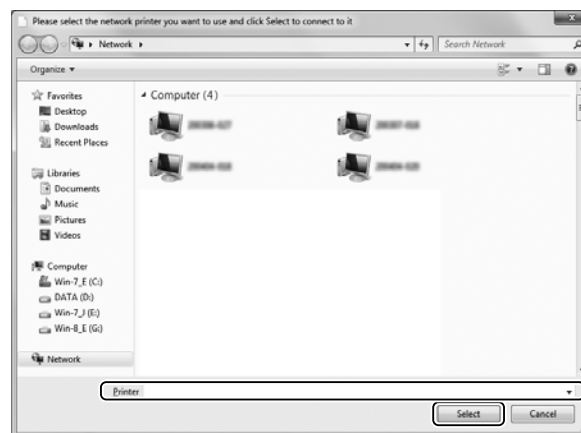 Please select the network printer you want to use and click Select to connect to it
Network
Search Network
Organize
Favorites
Desktop
Downloads
Recent Places
Libraries
Documents
Music
Pictures
Videos
Computer
Win-7_E (C:)
DATA (D:)
Win-7_J (E:)
Win-8_E (G:)
Network
Computer (4)
Printer
Select
Cancel